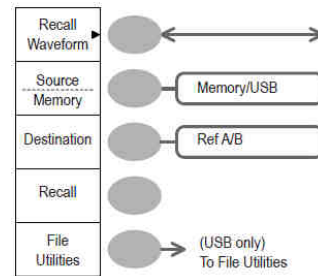 Recall
Waveform
Source
Memory
Memory/USB
Destination
Ref A/B
Recall
File
Utilities
(USB only)
To File Utilities